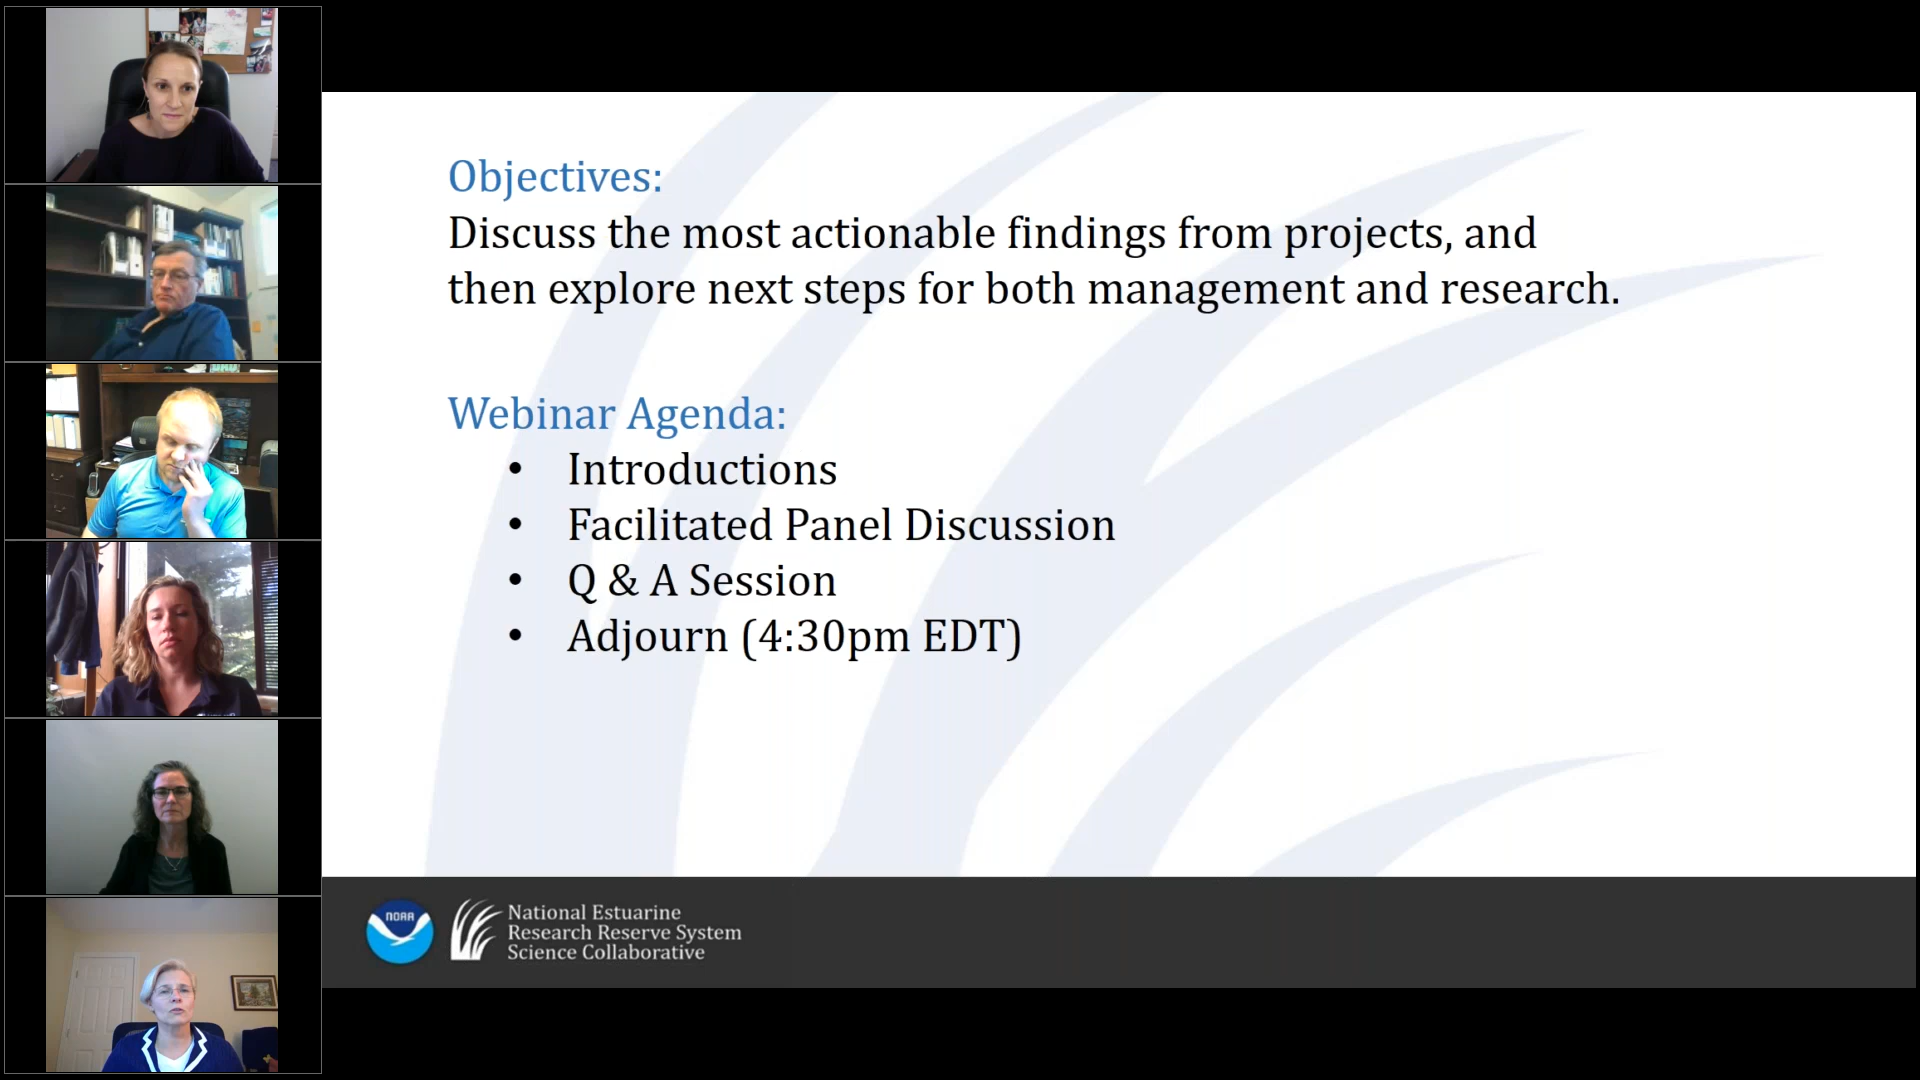 Objectives:
Discuss the most actionable findings from projects, and
then explore next steps for both management and research.
Webinar Agenda:
• Introductions
• Facilitated Panel Discussion
• Q & A Session
• Adjourn (4:30pm EDT)
NOAA
National Estuarine
Research Reserve System
Science Collaborative